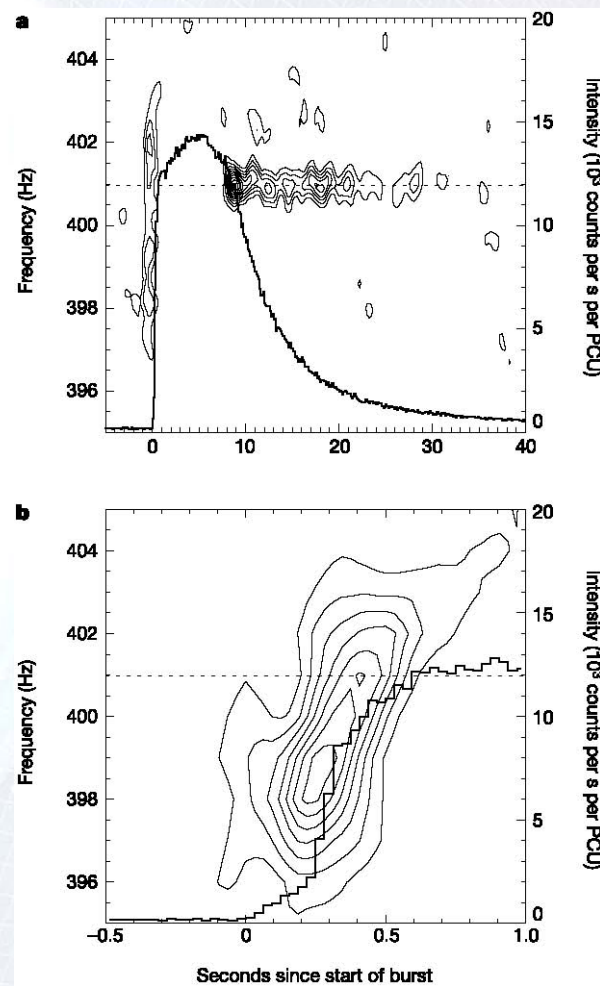 a
404
402
400
398
396
Frequency (Hz)
20
15
10
5
0
Intensity (10³ counts per s per PCU)
0 10 20 30 40
b
404
402
400
398
396
Frequency (Hz)
20
15
10
5
0
Intensity (10³ counts per s per PCU)
–0.5 0 0.5 1.0
Seconds since start of burst